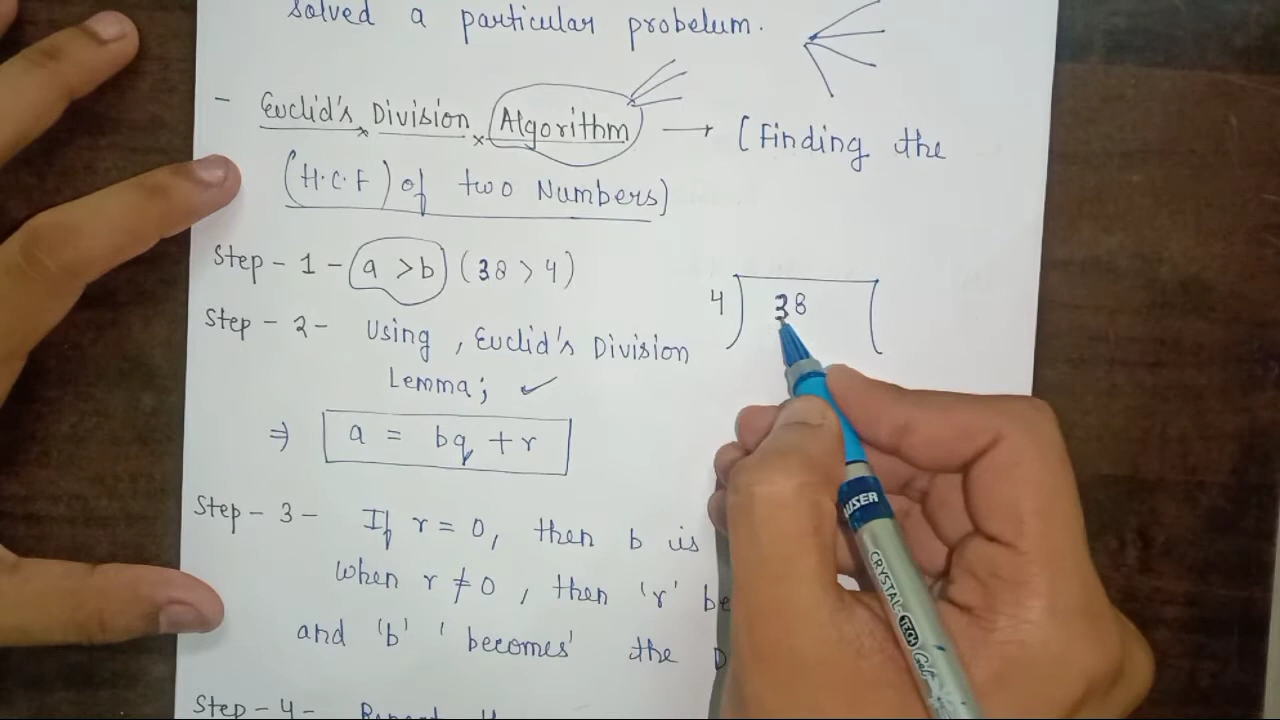 solved a particular probelum.
- Euclid's Division Algorithm → [Finding the
(H.C.F) of two Numbers)
Step - 1 - a > b (38 > 4)
4 38
Step - 2 - Using, Euclid's Division
Lemma; ✓
⇒ a = bq + r
Step - 3 - If r = 0, then b is
when r ≠ 0, then 'r' be
and 'b' ' becomes' the D
Step - 4 -
CRYSTAL-TECH Gel